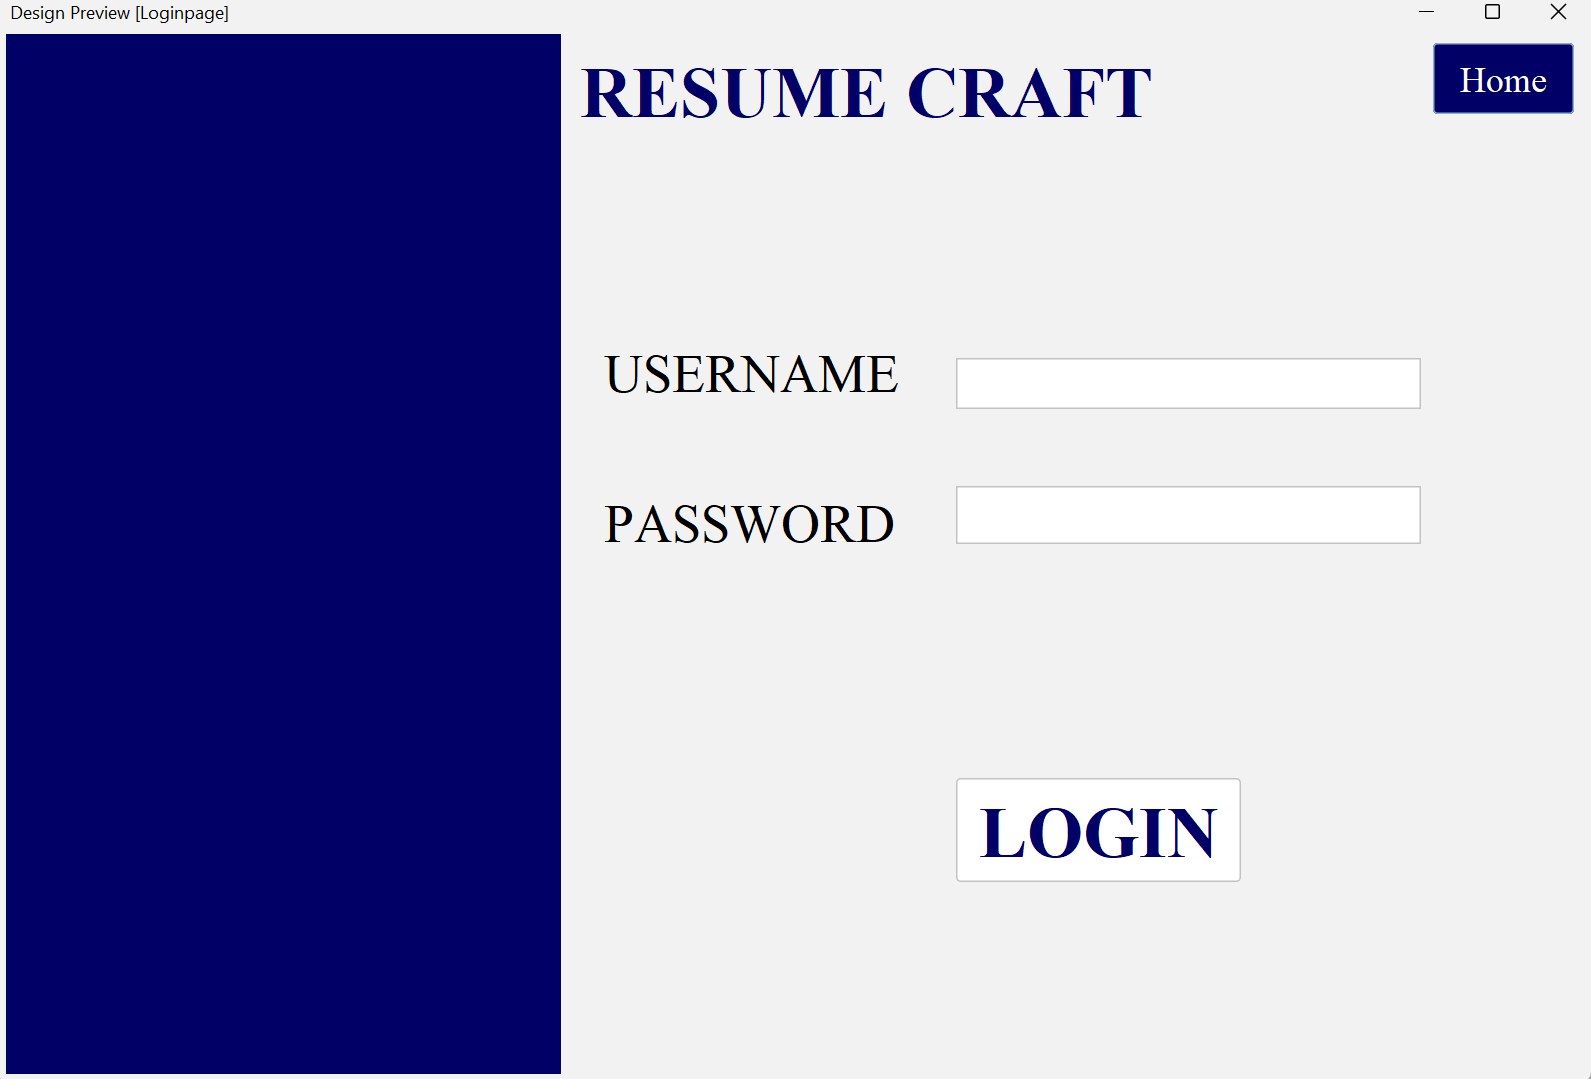 Design Preview [Loginpage]
RESUME CRAFT
Home
USERNAME
PASSWORD
LOGIN